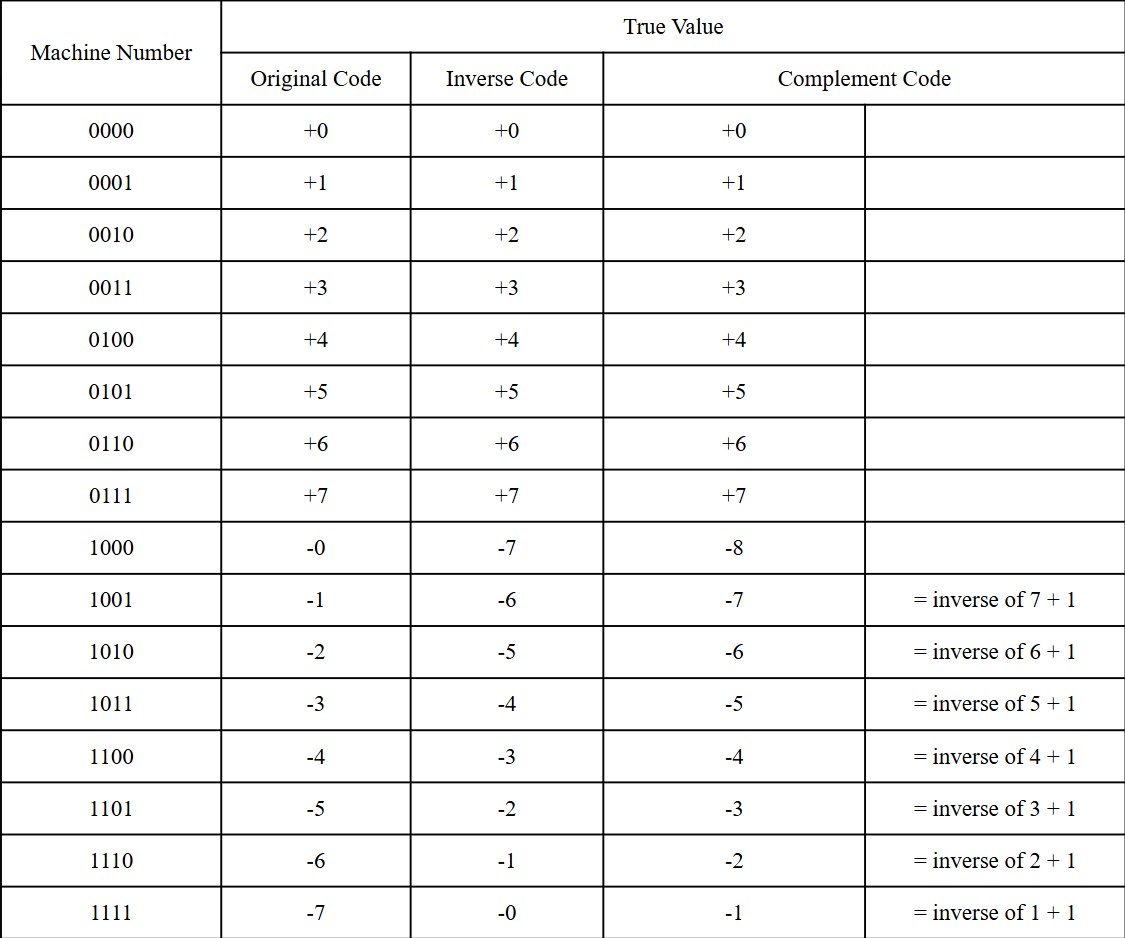 Machine Number True Value
Original Code Inverse Code Complement Code
0000 +0 +0 +0
0001 +1 +1 +1
0010 +2 +2 +2
0011 +3 +3 +3
0100 +4 +4 +4
0101 +5 +5 +5
0110 +6 +6 +6
0111 +7 +7 +7
1000 -0 -7 -8
1001 -1 -6 -7 = inverse of 7 + 1
1010 -2 -5 -6 = inverse of 6 + 1
1011 -3 -4 -5 = inverse of 5 + 1
1100 -4 -3 -4 = inverse of 4 + 1
1101 -5 -2 -3 = inverse of 3 + 1
1110 -6 -1 -2 = inverse of 2 + 1
1111 -7 -0 -1 = inverse of 1 + 1